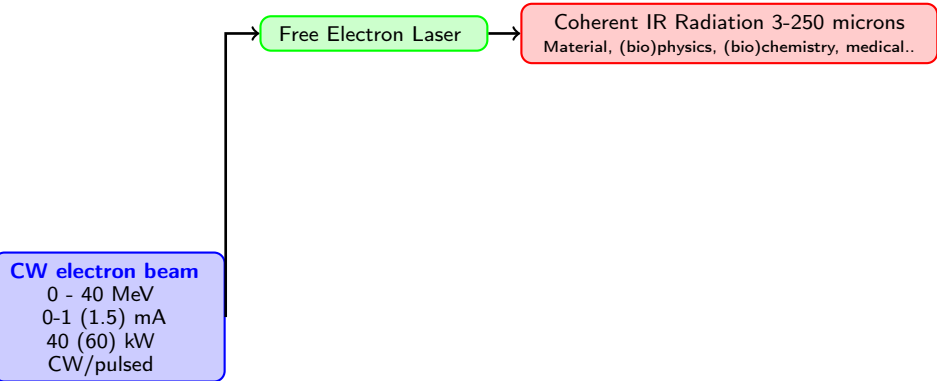 Free Electron Laser
Coherent IR Radiation 3-250 microns
Material, (bio)physics, (bio)chemistry, medical..
CW electron beam
0 - 40 MeV
0-1 (1.5) mA
40 (60) kW
CW/pulsed